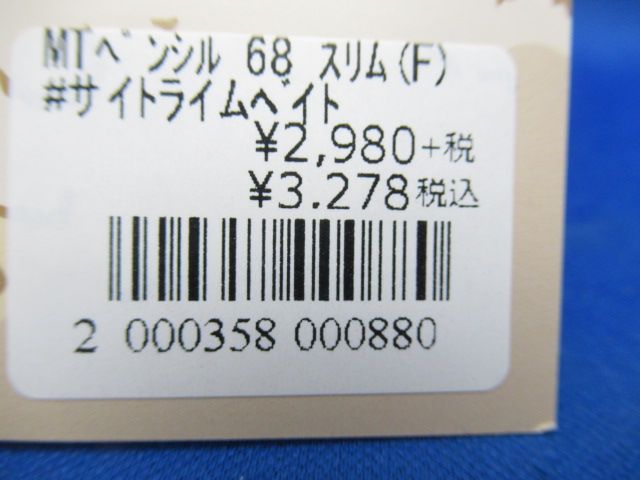 MTペンシル 68 スリム(F)
#サイトライムベイト
¥2,980+税
¥3.278税込
2 000358 000880